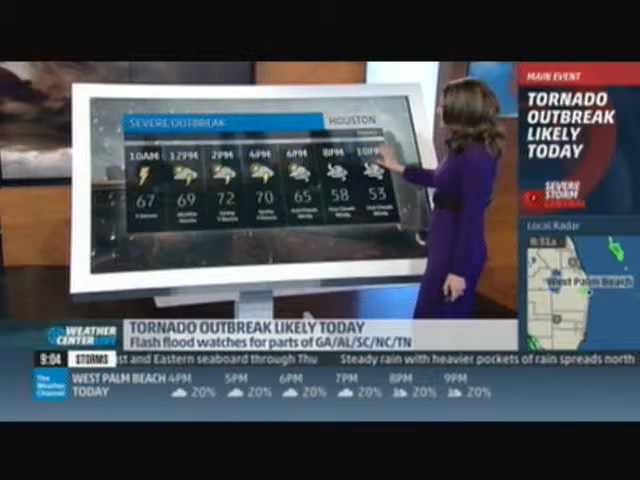 SEVERE OUTBREAK
HOUSTON
10AM 12PM 2PM 4PM 6PM 8PM 10PM
67 69 72 70 65 58 53
MAIN EVENT
TORNADO
OUTBREAK
LIKELY
TODAY
SEVERE
STORM
CENTRAL
Local Radar
8:51a
West Palm Beach
WEATHER
CENTER LIVE
TORNADO OUTBREAK LIKELY TODAY
Flash flood watches for parts of GA/AL/SC/NC/TN
9:04 STORMS st and Eastern seaboard through Thu Steady rain with heavier pockets of rain spreads north
The
Weather
Channel
WEST PALM BEACH 4PM 5PM 6PM 7PM 8PM 9PM
TODAY 20% 20% 20% 20% 20% 20%